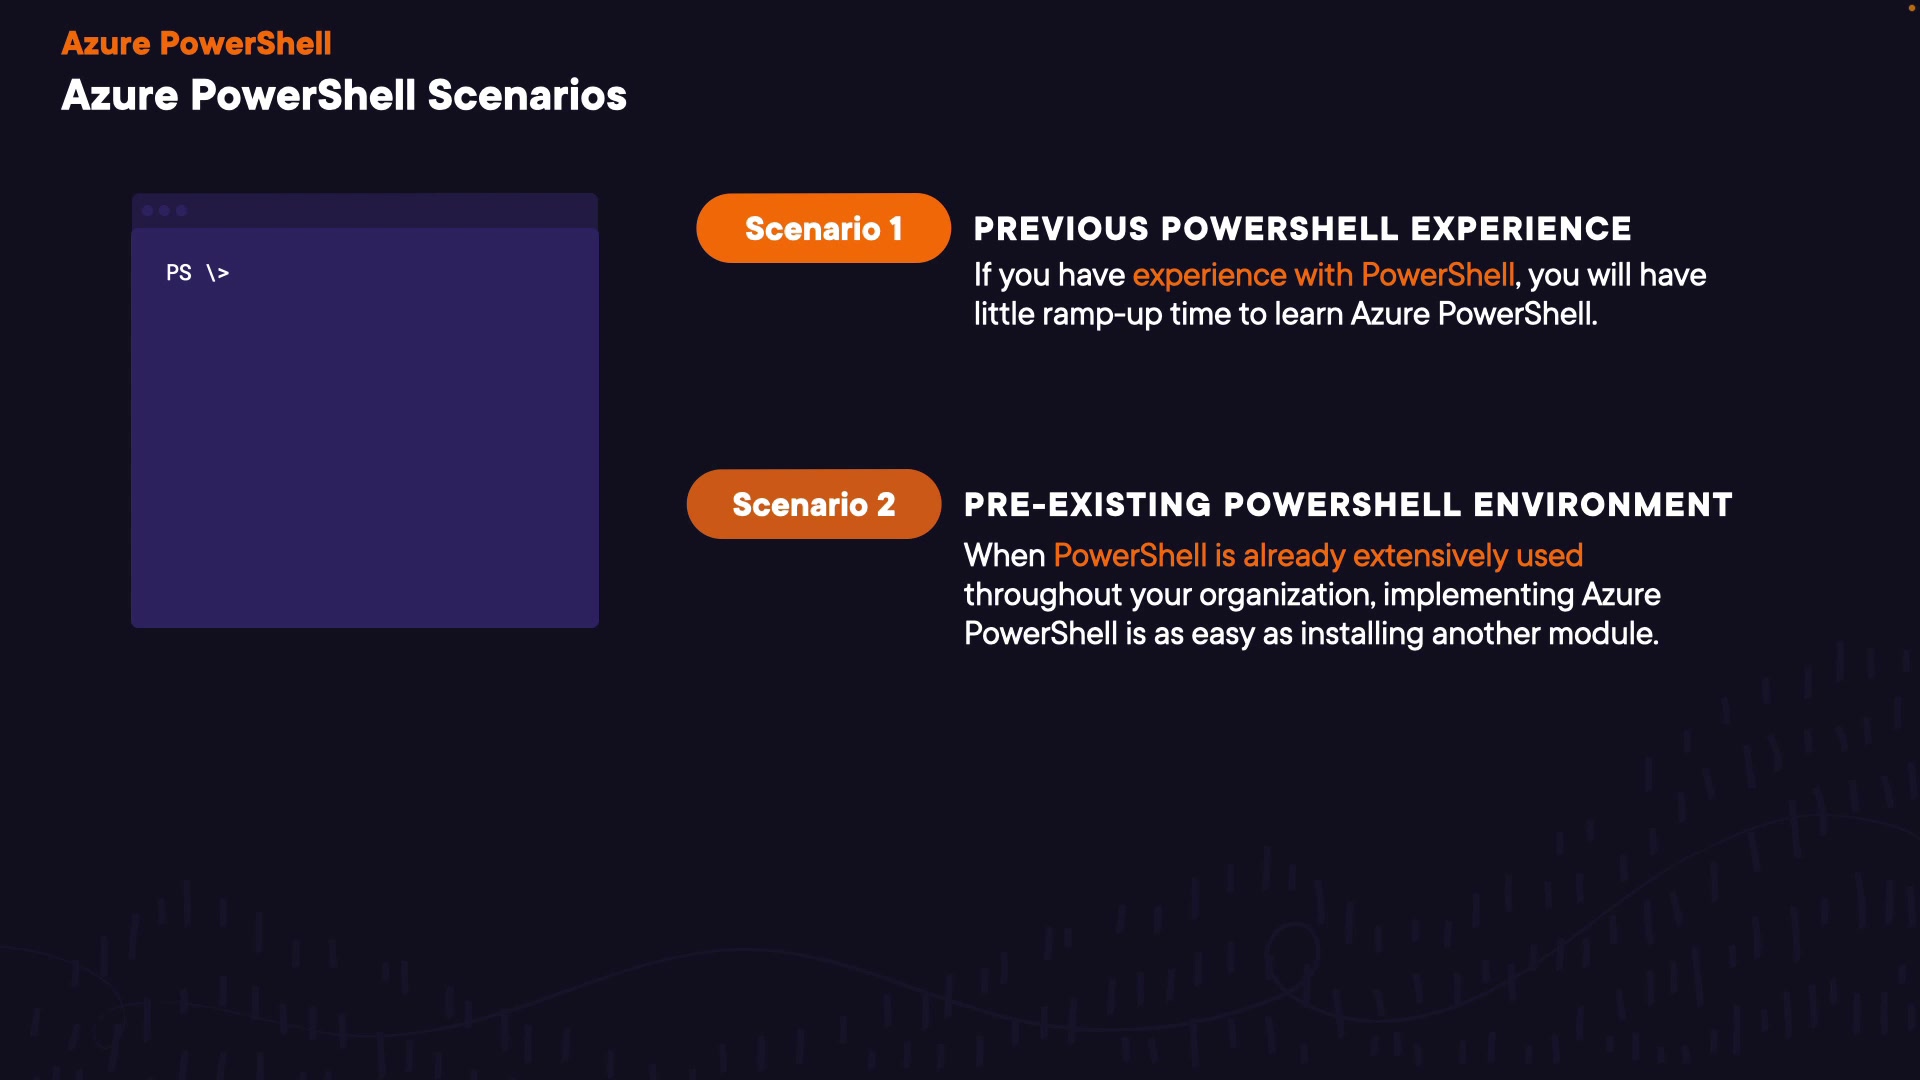 Azure PowerShell
Azure PowerShell Scenarios
PS \>
Scenario 1
PREVIOUS POWERSHELL EXPERIENCE
If you have experience with PowerShell, you will have
little ramp-up time to learn Azure PowerShell.
Scenario 2
PRE-EXISTING POWERSHELL ENVIRONMENT
When PowerShell is already extensively used
throughout your organization, implementing Azure
PowerShell is as easy as installing another module.